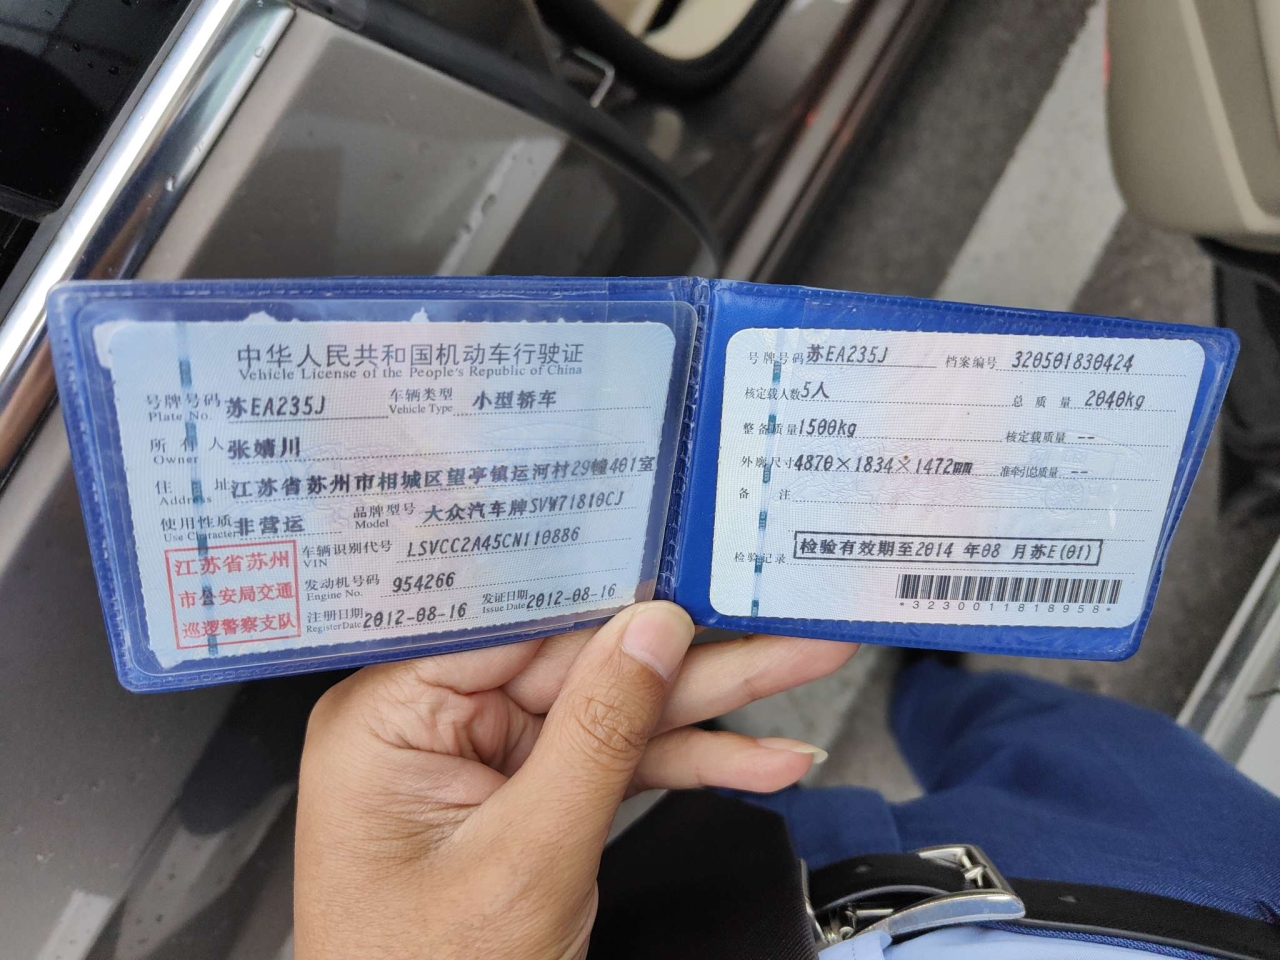 中华人民共和国机动车行驶证
Vehicle License of the People's Republic of China
号牌号码 苏EA235J 车辆类型 小型轿车
Plate No. Vehicle Type
所有人 张婧川
Owner
住址 江苏省苏州市相城区望亭镇运河村29幢401室
Address
使用性质 非营运 品牌型号 大众汽车牌SVW71810CJ
Use Character Model
江苏省苏州
市公安局交通
巡逻警察支队
车辆识别代号 LSVCC2A45CN110886
VIN
发动机号码 954266
Engine No.
注册日期 2012-08-16 发证日期 2012-08-16
Register Date Issue Date
号牌号码 苏EA235J 档案编号 320501830424
核定载人数 5人 总质量 2040kg
整备质量 1500kg 核定载质量 --
外廓尺寸 4870×1834×1472mm 准牵引总质量 --
备注
检验记录 检验有效期至2014 年08 月苏E(01)
*3230011818958*